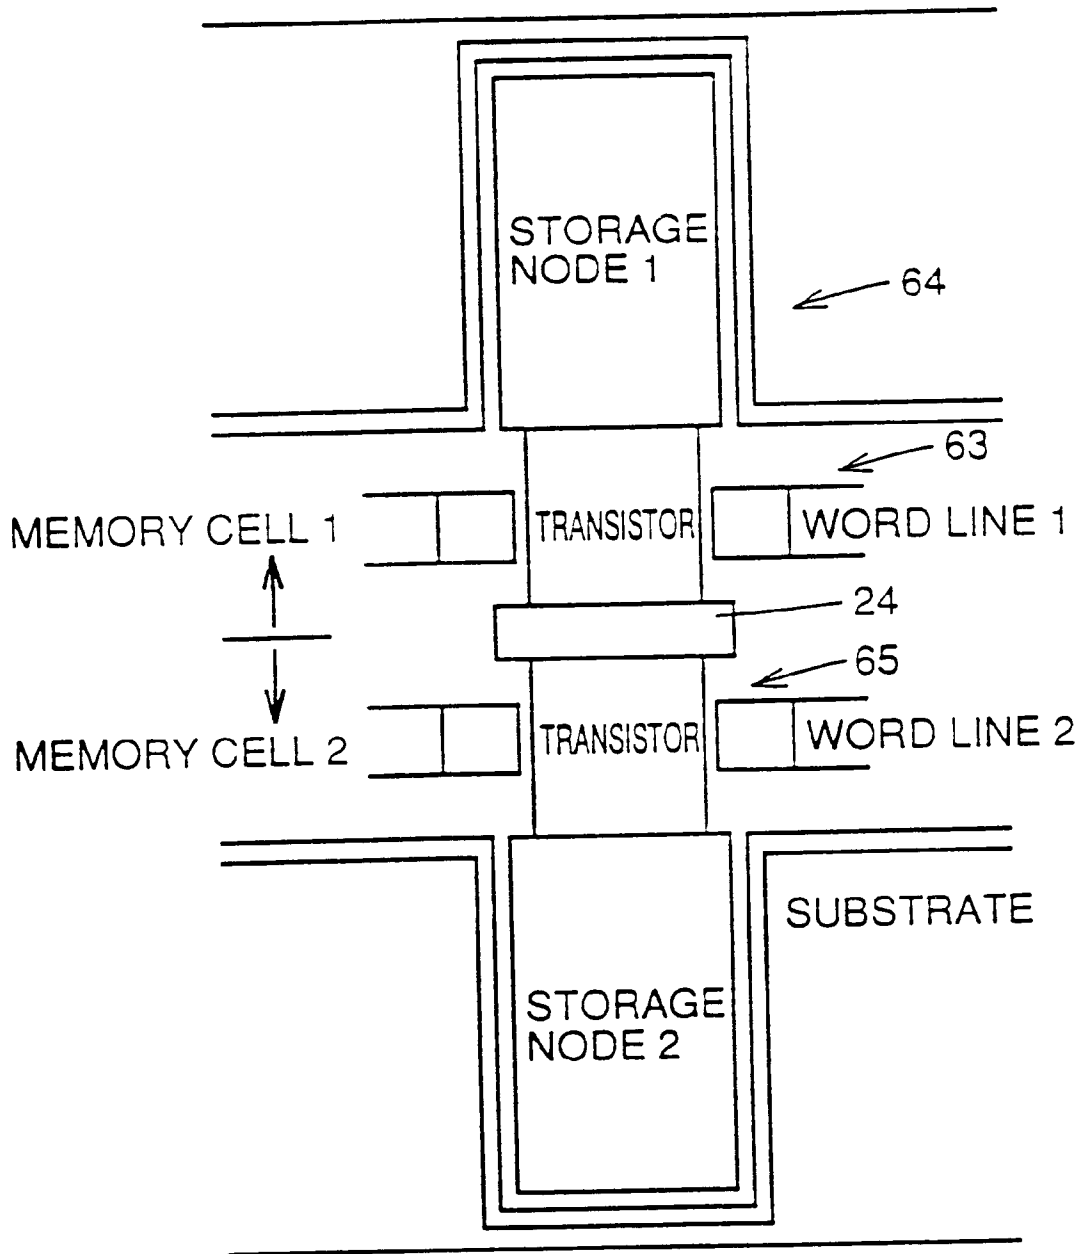 STORAGE
NODE 1
64
63
MEMORY CELL 1
TRANSISTOR
WORD LINE 1
24
65
MEMORY CELL 2
TRANSISTOR
WORD LINE 2
SUBSTRATE
STORAGE
NODE 2